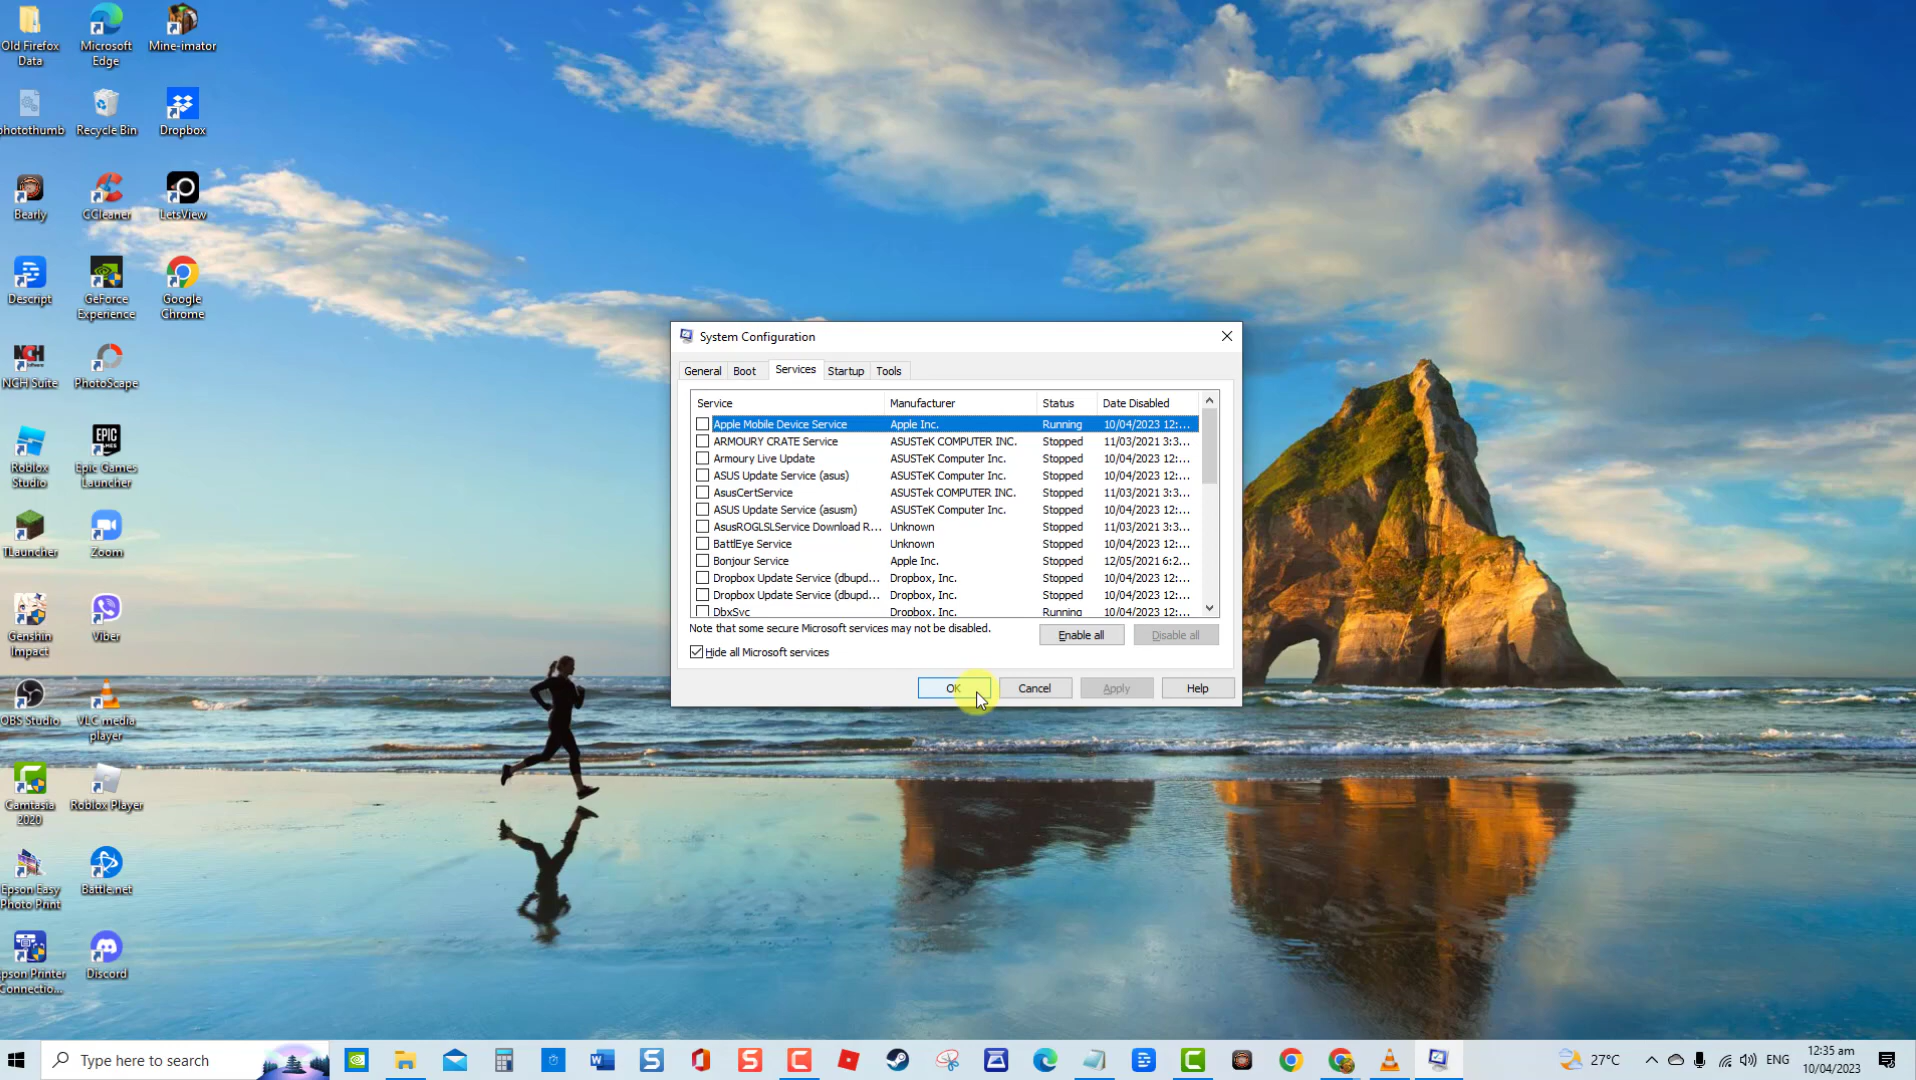 Old Firefox
Data
Microsoft
Edge
Mine-imator
photothumb
Recycle Bin
Dropbox
Bearly
CCleaner
LetsView
Descript
GeForce
Experience
Google
Chrome
NCH Suite
PhotoScape
Roblox
Studio
Epic Games
Launcher
TLauncher
Zoom
Genshin
Impact
Viber
OBS Studio
VLC media
player
Camtasia
2020
Roblox Player
Epson Easy
Photo Print
Battle.net
Epson Printer
Connectio...
Discord
System Configuration
General Boot Services Startup Tools
Service Manufacturer Status Date Disabled
Apple Mobile Device Service Apple Inc. Running 10/04/2023 12:...
ARMOURY CRATE Service ASUSTeK COMPUTER INC. Stopped 11/03/2021 3:3...
Armoury Live Update ASUSTeK Computer Inc. Stopped 10/04/2023 12:...
ASUS Update Service (asus) ASUSTeK Computer Inc. Stopped 10/04/2023 12:...
AsusCertService ASUSTeK COMPUTER INC. Stopped 11/03/2021 3:3...
ASUS Update Service (asusm) ASUSTeK Computer Inc. Stopped 10/04/2023 12:...
AsusROGLSLService Download R... Unknown Stopped 11/03/2021 3:3...
BattlEye Service Unknown Stopped 10/04/2023 12:...
Bonjour Service Apple Inc. Stopped 12/05/2021 6:2...
Dropbox Update Service (dbupd... Dropbox, Inc. Stopped 10/04/2023 12:...
Dropbox Update Service (dbupd... Dropbox, Inc. Stopped 10/04/2023 12:...
DbxSvc Dropbox, Inc. Running 10/04/2023 12:...
Note that some secure Microsoft services may not be disabled.
Enable all Disable all
Hide all Microsoft services
OK Cancel Apply Help
Type here to search
27°C
ENG
12:35 am
10/04/2023